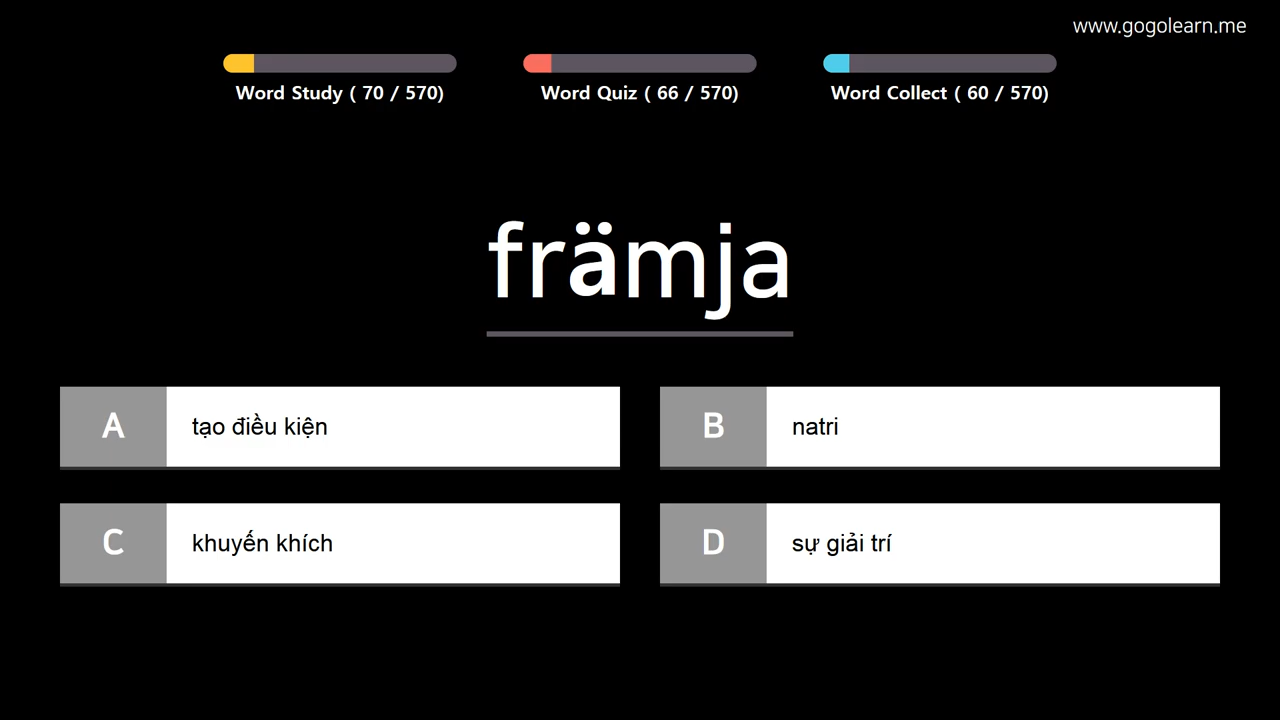 www.gogolearn.me
Word Study ( 70 / 570)
Word Quiz ( 66 / 570)
Word Collect ( 60 / 570)
främja
A tạo điều kiện
B natri
C khuyến khích
D sự giải trí